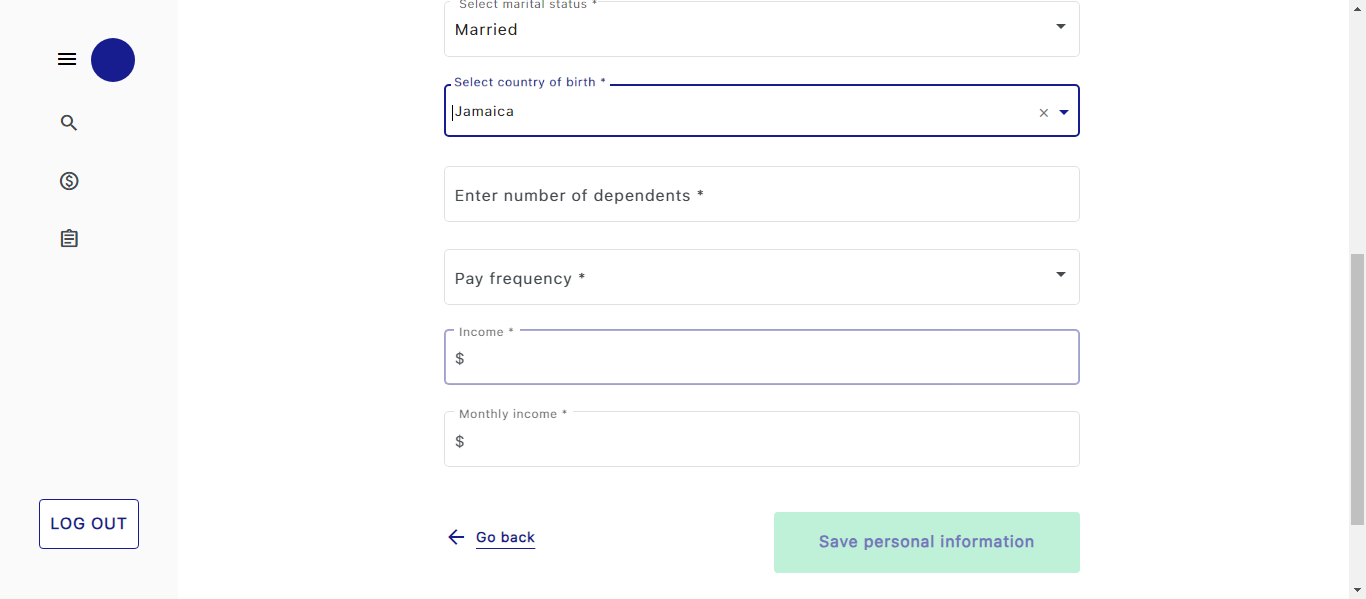 Select marital status *
Married
Select country of birth *
Jamaica
Enter number of dependents *
Pay frequency *
Income *
$
Monthly income *
$
LOG OUT
Go back
Save personal information